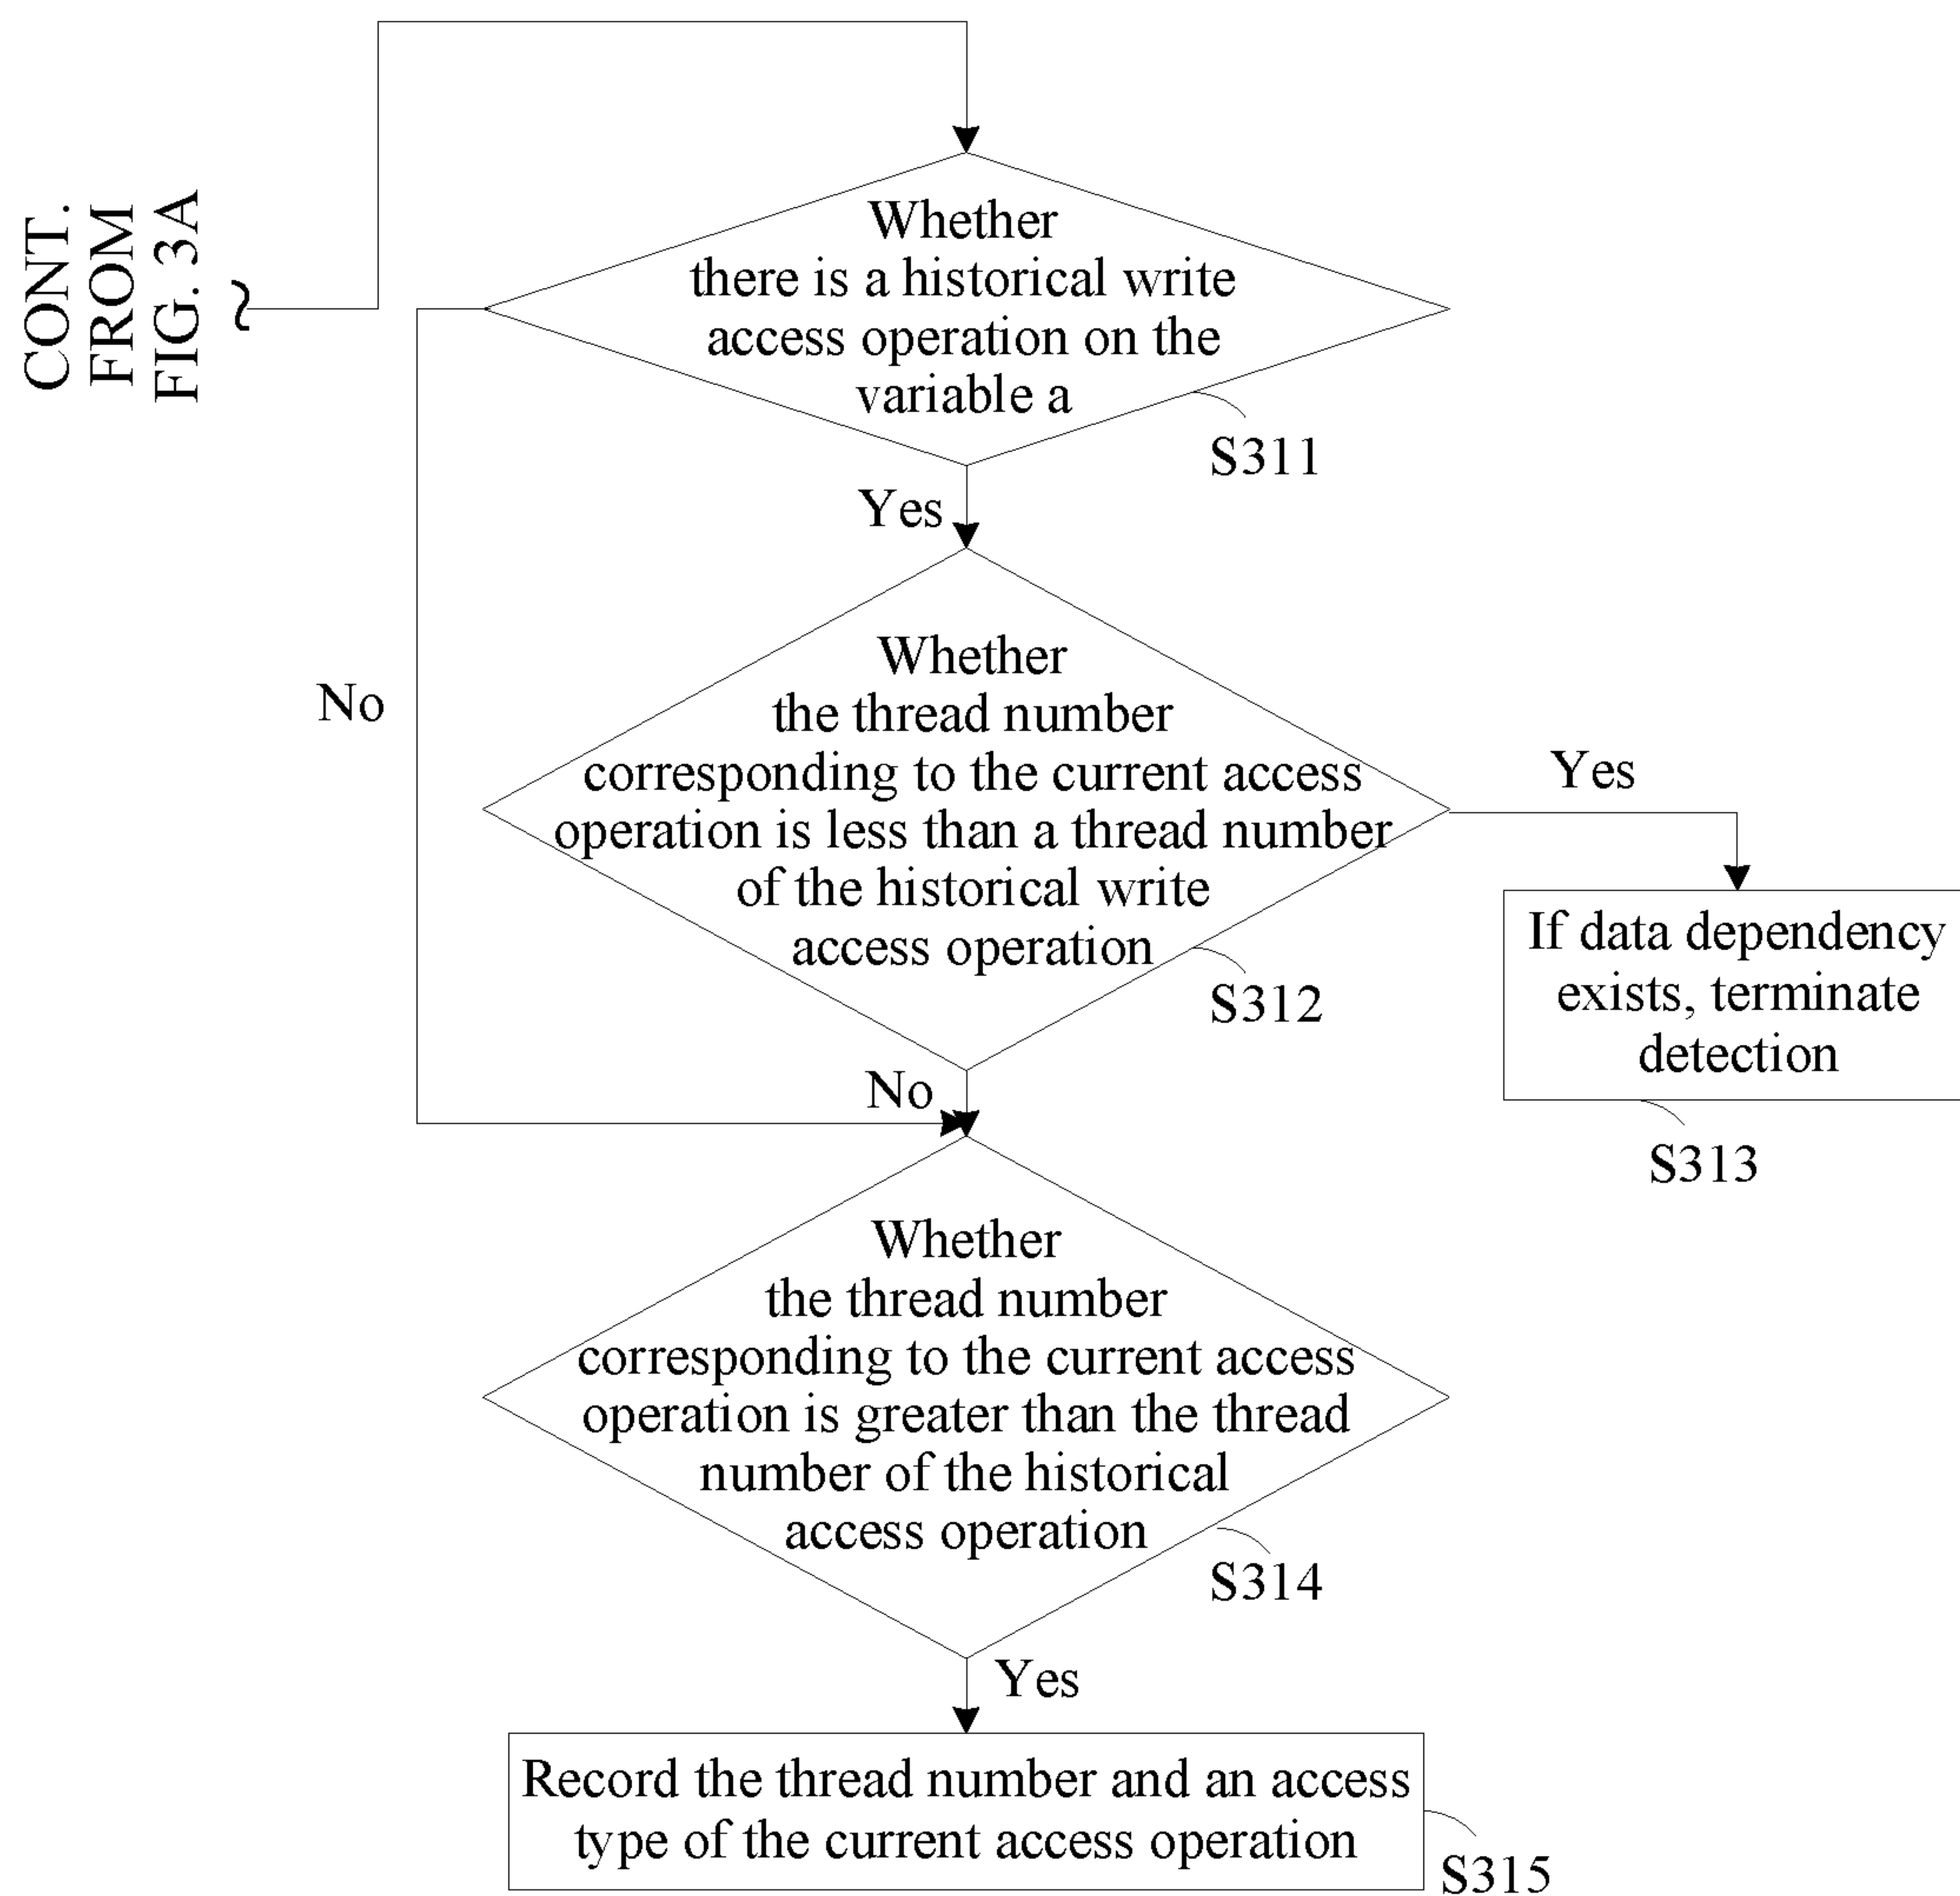 CONT.
FROM
FIG. 3A
Whether
there is a historical write
access operation on the
variable a
S311
Yes
No
Whether
the thread number
corresponding to the current access
operation is less than a thread number
of the historical write
access operation
S312
Yes
If data dependency
exists, terminate
detection
S313
No
Whether
the thread number
corresponding to the current access
operation is greater than the thread
number of the historical
access operation
S314
Yes
Record the thread number and an access
type of the current access operation
S315